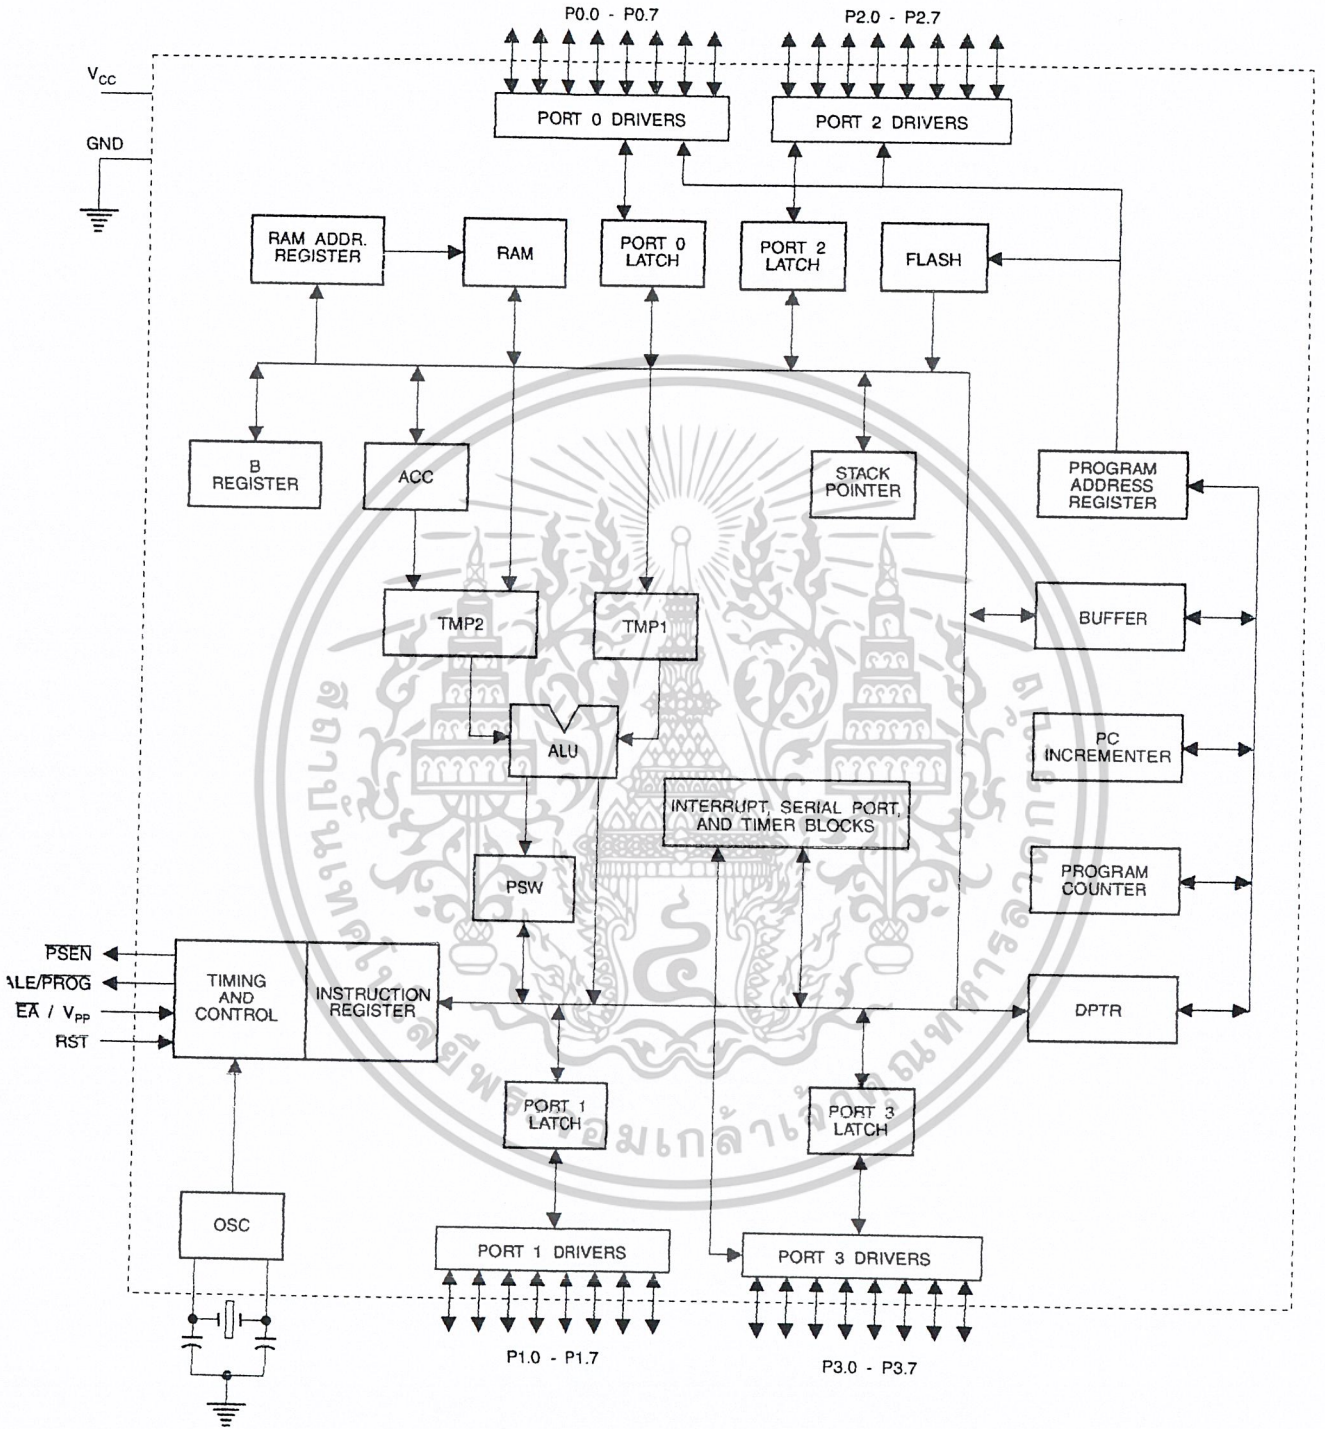 P0.0 - P0.7
P2.0 - P2.7
VCC
GND
PORT 0 DRIVERS
PORT 2 DRIVERS
RAM ADDR.
REGISTER
RAM
PORT 0
LATCH
PORT 2
LATCH
FLASH
B
REGISTER
ACC
STACK
POINTER
PROGRAM
ADDRESS
REGISTER
TMP2
TMP1
BUFFER
ALU
PC
INCREMENTER
INTERRUPT, SERIAL PORT,
AND TIMER BLOCKS
PSW
PROGRAM
COUNTER
PSEN
ALE/PROG
EA / VPP
RST
TIMING
AND
CONTROL
INSTRUCTION
REGISTER
DPTR
PORT 1
LATCH
PORT 3
LATCH
OSC
PORT 1 DRIVERS
PORT 3 DRIVERS
P1.0 - P1.7
P3.0 - P3.7